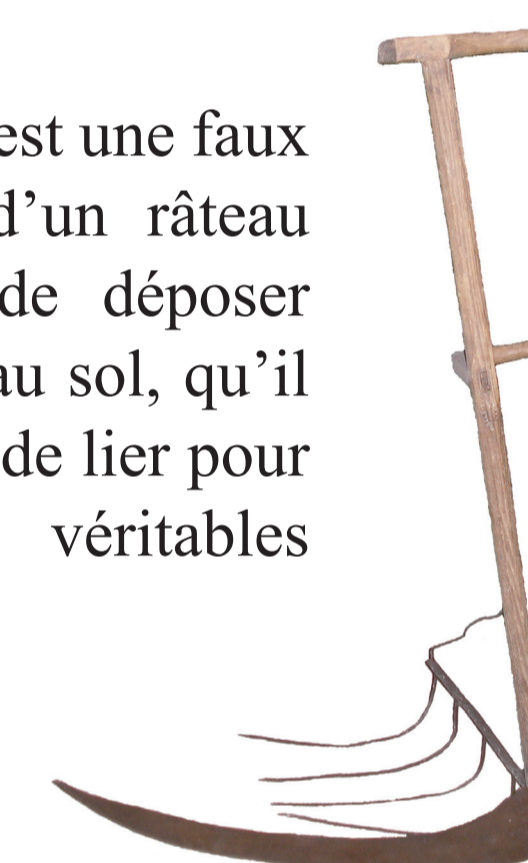 est une faux
d’un râteau
de déposer
au sol, qu’il
de lier pour
véritables